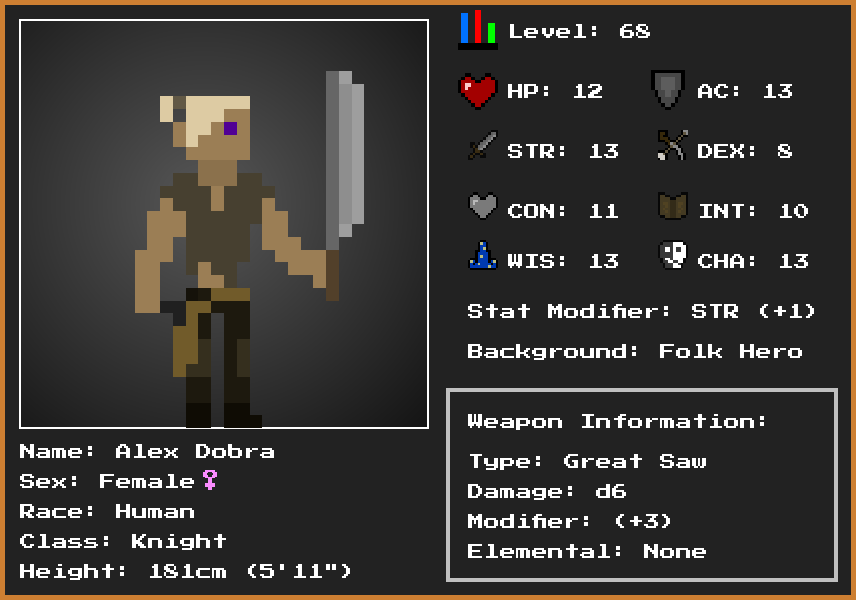 Level: 68
HP: 12
AC: 13
STR: 13
DEX: 8
CON: 11
INT: 10
WIS: 13
CHA: 13
Stat Modifier: STR (+1)
Background: Folk Hero
Weapon Information:
Type: Great Saw
Damage: d6
Modifier: (+3)
Elemental: None
Name: Alex Dobra
Sex: Female♀
Race: Human
Class: Knight
Height: 181cm (5'11")